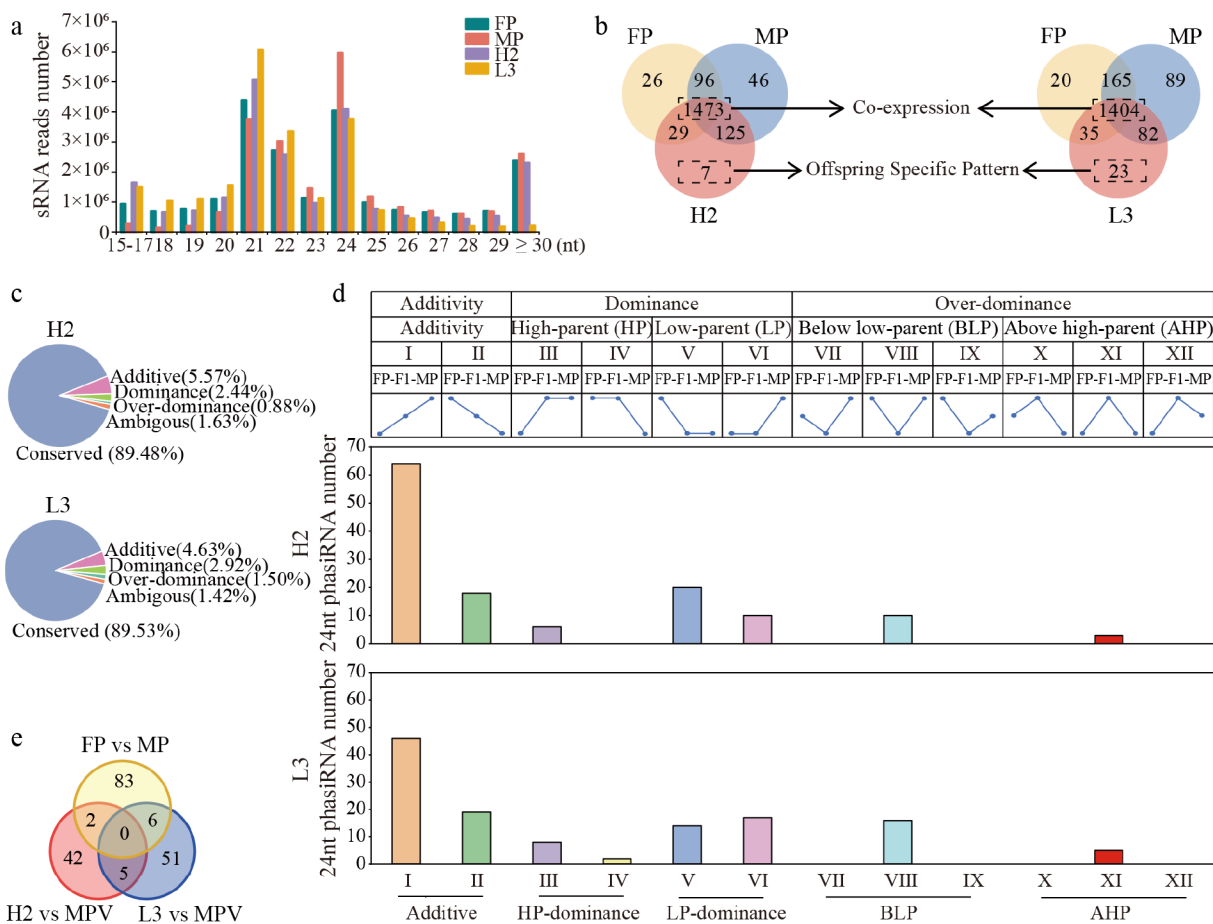 a
sRNA reads number
7×10⁶
6×10⁶
5×10⁶
4×10⁶
3×10⁶
2×10⁶
1×10⁶
0
FP
MP
H2
L3
15-17 18 19 20 21 22 23 24 25 26 27 28 29 ≥ 30 (nt)
b
FP MP
26 96 46
1473
29 125
7
H2
Co-expression
Offspring Specific Pattern
FP MP
20 165 89
1404
35 82
23
L3
c
H2
Additive(5.57%)
Dominance(2.44%)
Over-dominance(0.88%)
Ambigous(1.63%)
Conserved (89.48%)
L3
Additive(4.63%)
Dominance(2.92%)
Over-dominance(1.50%)
Ambigous(1.42%)
Conserved (89.53%)
d
Additivity Dominance Over-dominance
Additivity High-parent (HP) Low-parent (LP) Below low-parent (BLP) Above high-parent (AHP)
I II III IV V VI VII VIII IX X XI XII
FP-F1-MP FP-F1-MP FP-F1-MP FP-F1-MP FP-F1-MP FP-F1-MP FP-F1-MP FP-F1-MP FP-F1-MP FP-F1-MP FP-F1-MP FP-F1-MP
H2
24nt phasiRNA number
70
60
50
40
30
20
10
0
L3
24nt phasiRNA number
70
60
50
40
30
20
10
0
I II III IV V VI VII VIII IX X XI XII
Additive HP-dominance LP-dominance BLP AHP
e
FP vs MP
83
2 0 6
42 5 51
H2 vs MPV L3 vs MPV